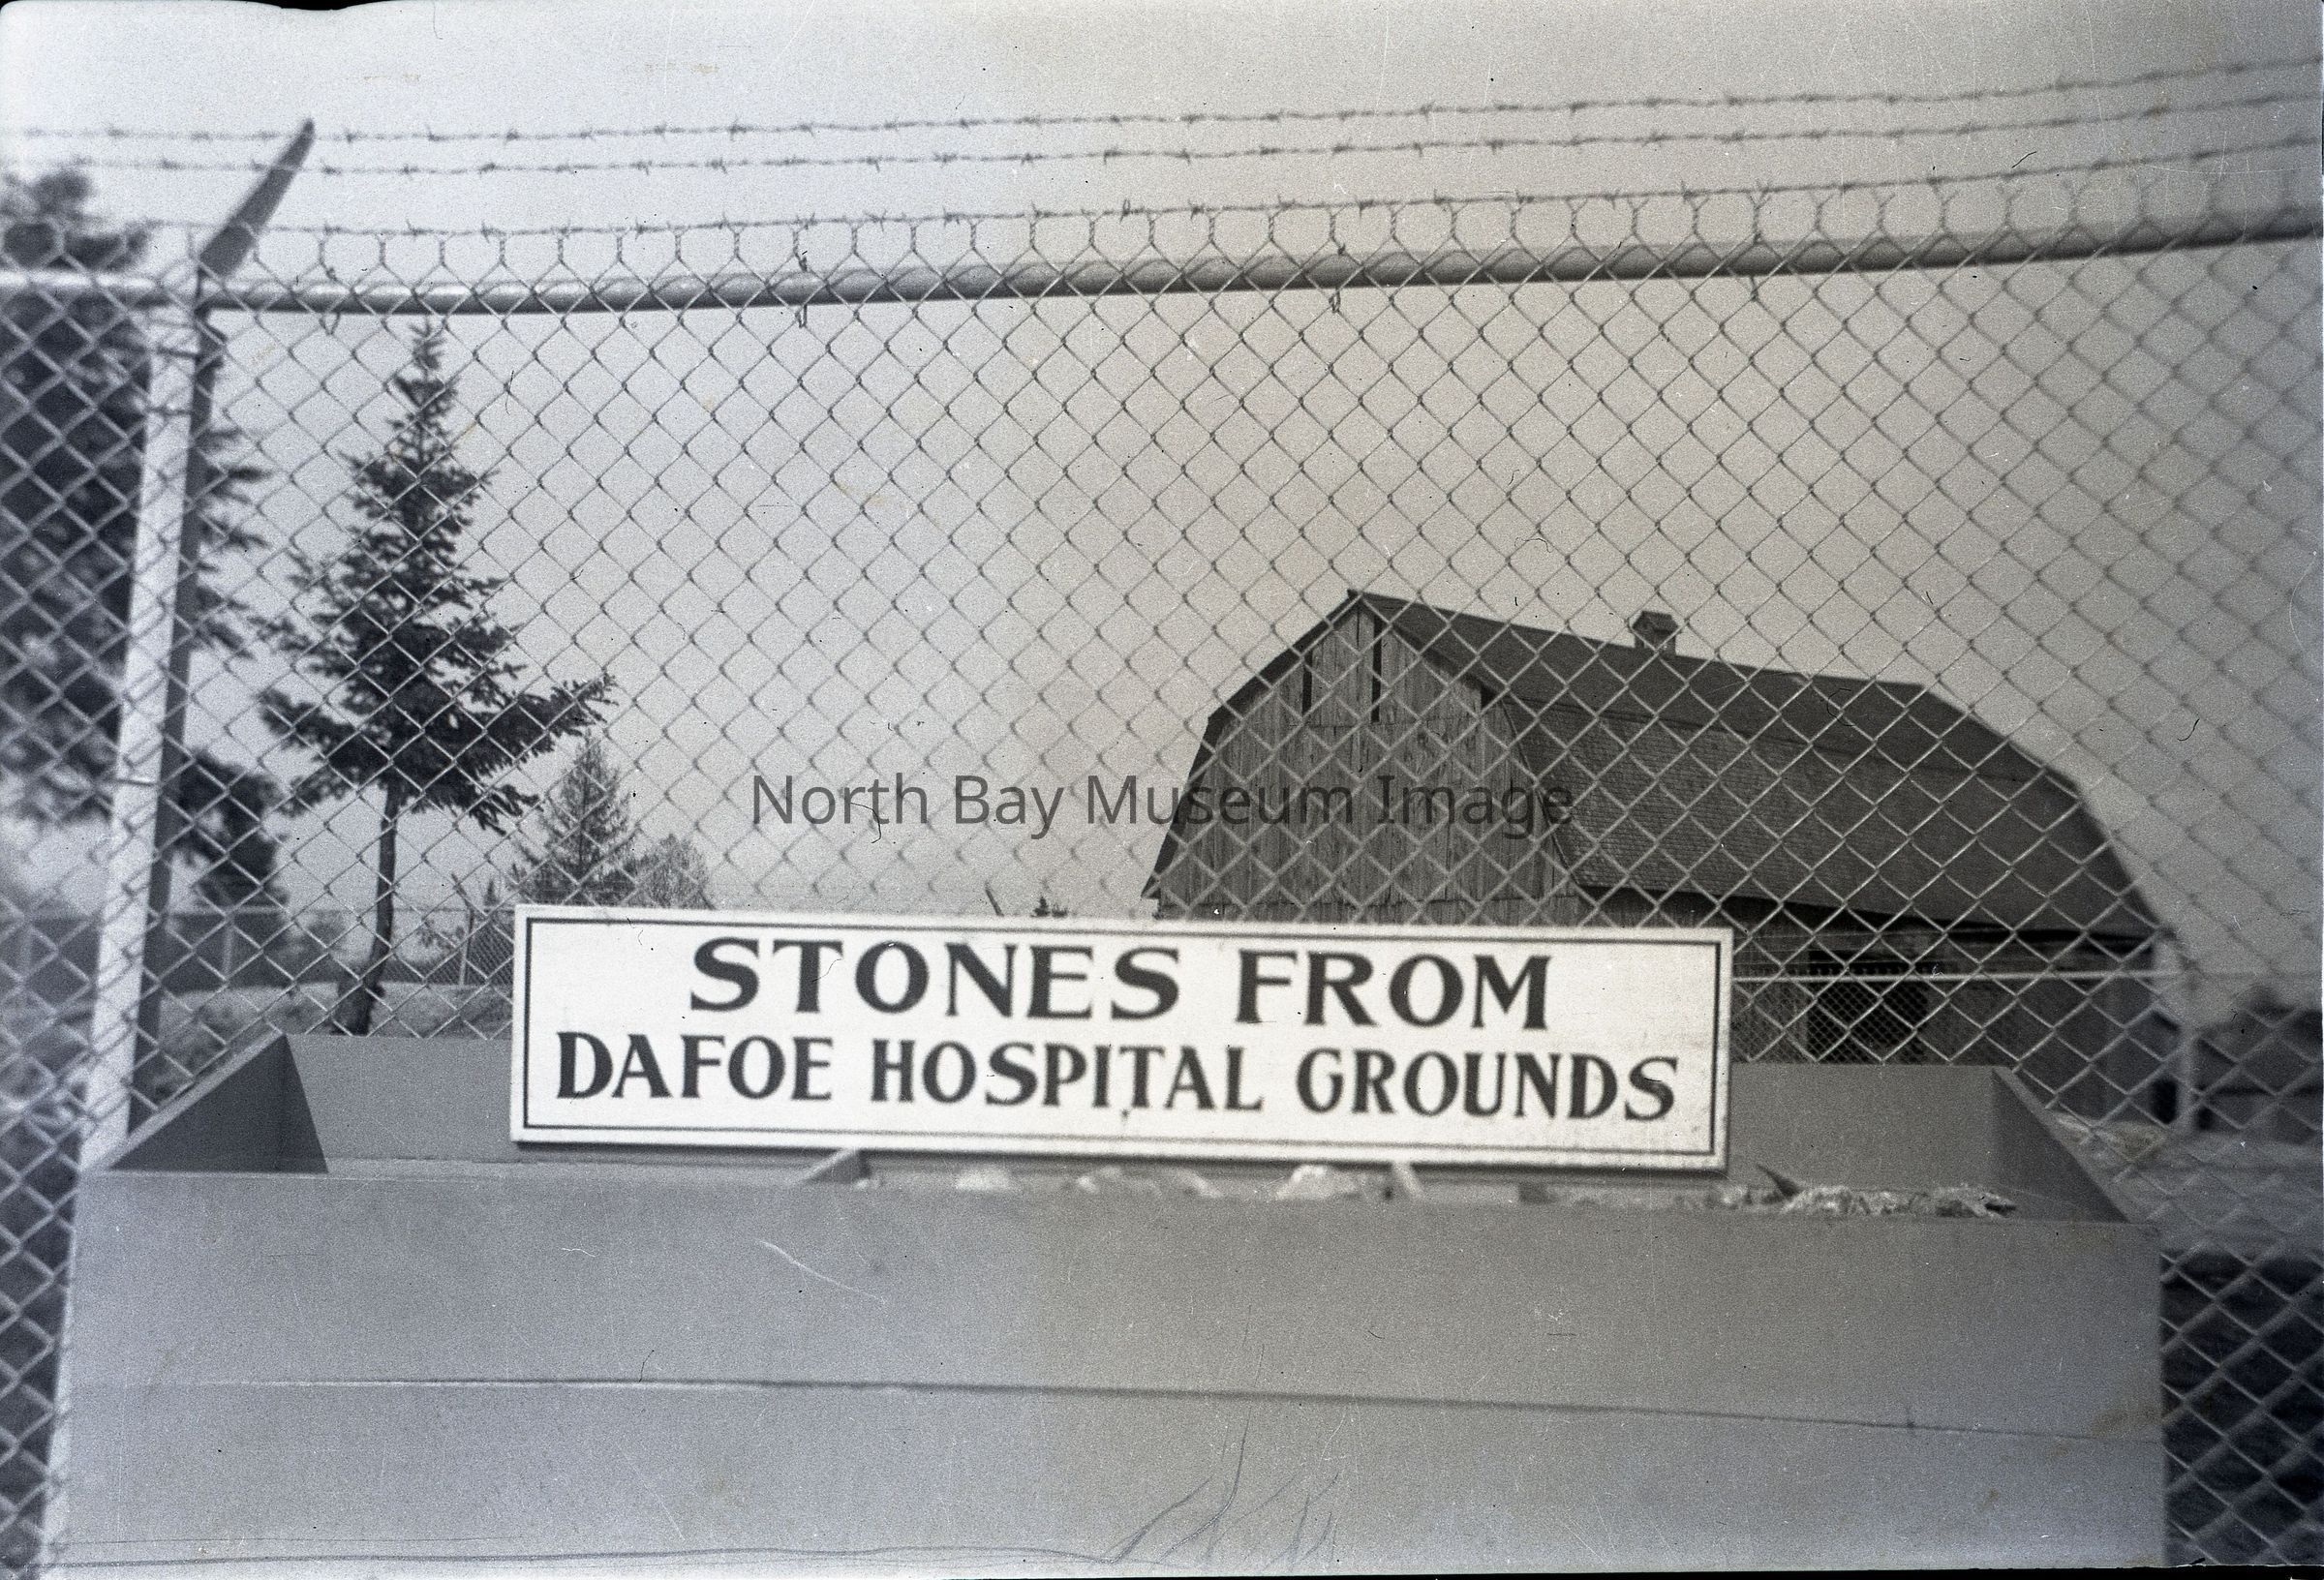 North Bay Museum Image
STONES FROM
DAFOE HOSPITAL GROUNDS